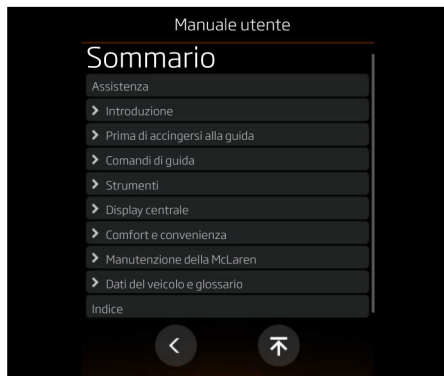 Manuale utente
Sommario
Assistenza
Introduzione
Prima di accingersi alla guida
Comandi di guida
Strumenti
Display centrale
Comfort e convenienza
Manutenzione della McLaren
Dati del veicolo e glossario
Indice